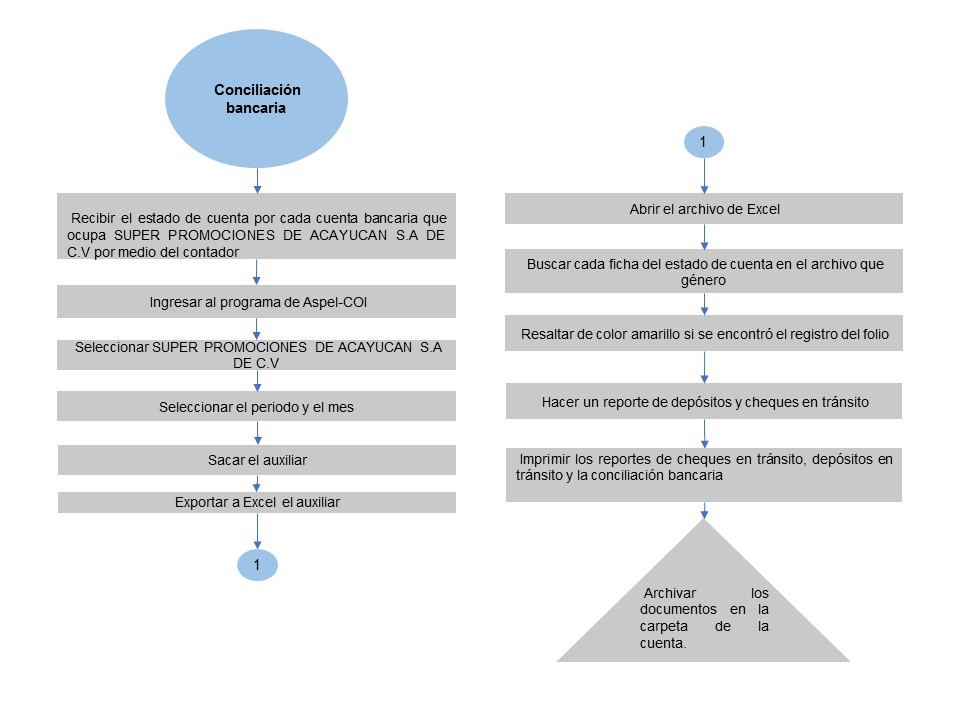 Conciliación
bancaria
Recibir el estado de cuenta por cada cuenta bancaria que
ocupa SUPER PROMOCIONES DE ACAYUCAN S.A DE
C.V por medio del contador
Ingresar al programa de Aspel-COI
Seleccionar SUPER PROMOCIONES DE ACAYUCAN S.A
DE C.V
Seleccionar el periodo y el mes
Sacar el auxiliar
Exportar a Excel el auxiliar
1
1
Abrir el archivo de Excel
Buscar cada ficha del estado de cuenta en el archivo que
género
Resaltar de color amarillo si se encontró el registro del folio
Hacer un reporte de depósitos y cheques en tránsito
Imprimir los reportes de cheques en tránsito, depósitos en
tránsito y la conciliación bancaria
Archivar los
documentos en la
carpeta de la
cuenta.